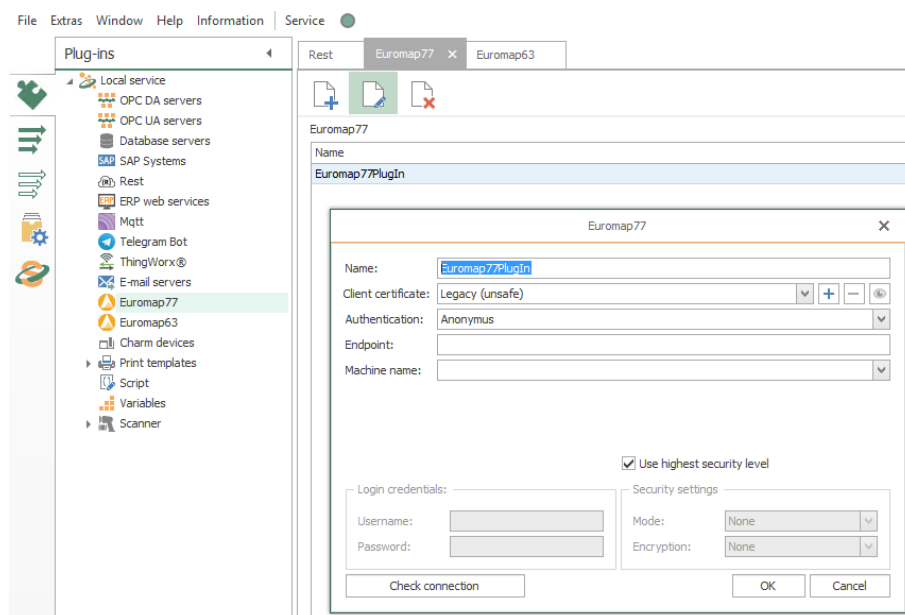 File Extras Window Help Information Service
Plug-ins
Rest Euromap77 Euromap63
Local service
OPC DA servers
OPC UA servers
Database servers
SAP SAP Systems
Rest
ERP ERP web services
Mqtt
Telegram Bot
ThingWorx®
E-mail servers
Euromap77
Euromap63
Charm devices
Print templates
Script
Variables
Scanner
Euromap77
Name
Euromap77PlugIn
Euromap77
Name: Euromap77PlugIn
Client certificate: Legacy (unsafe)
Authentication: Anonymus
Endpoint:
Machine name:
Use highest security level
Login credentials:
Username:
Password:
Security settings
Mode: None
Encryption: None
Check connection OK Cancel